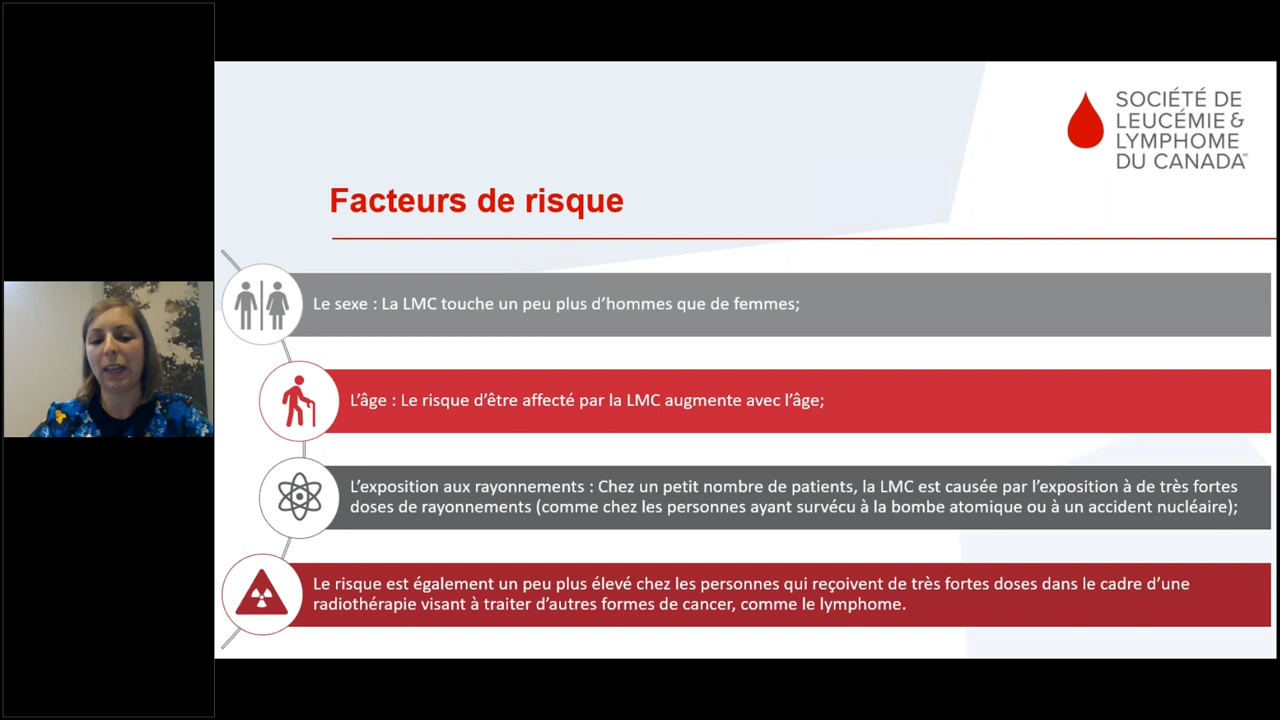 SOCIÉTÉ DE
LEUCÉMIE &
LYMPHOME
DU CANADA
Facteurs de risque
Le sexe : La LMC touche un peu plus d’hommes que de femmes;
L’âge : Le risque d’être affecté par la LMC augmente avec l’âge;
L’exposition aux rayonnements : Chez un petit nombre de patients, la LMC est causée par l’exposition à de très fortes
doses de rayonnements (comme chez les personnes ayant survécu à la bombe atomique ou à un accident nucléaire);
Le risque est également un peu plus élevé chez les personnes qui reçoivent de très fortes doses dans le cadre d’une
radiothérapie visant à traiter d’autres formes de cancer, comme le lymphome.